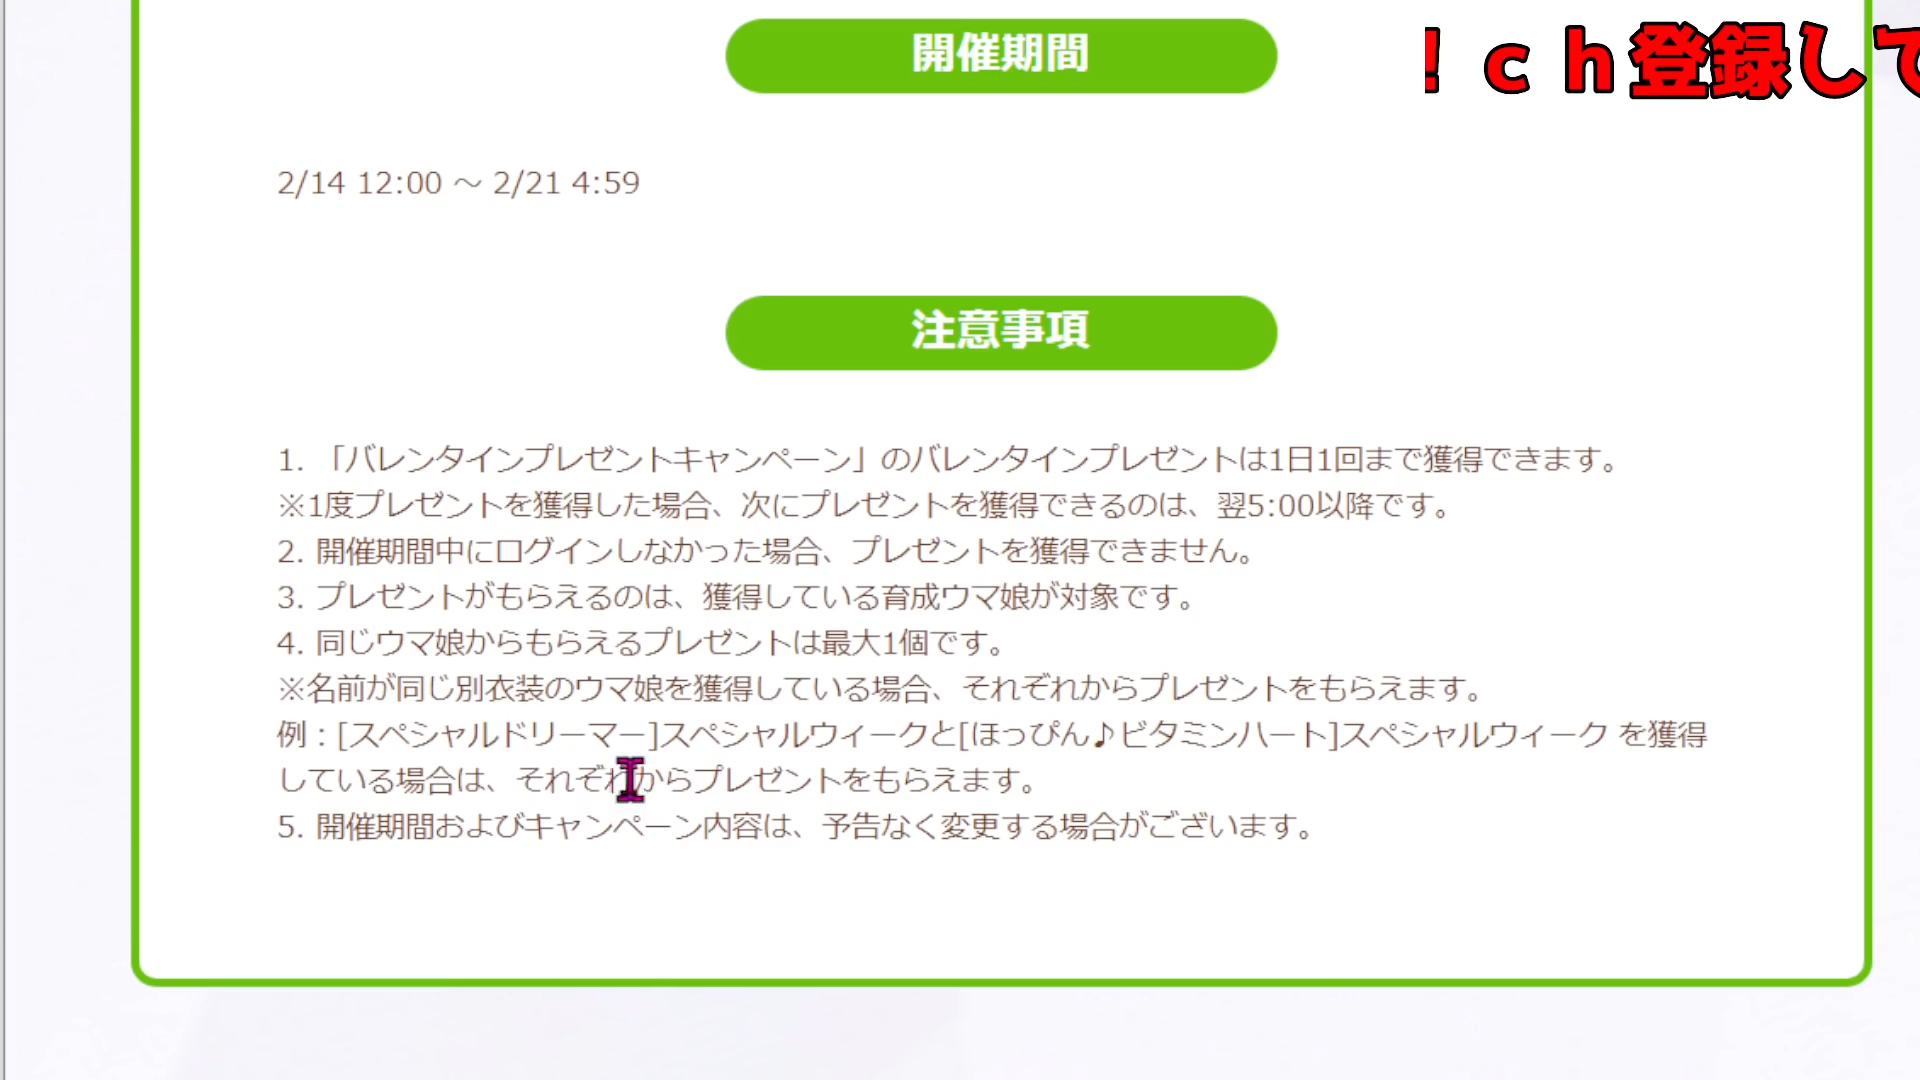 開催期間
！ｃｈ登録して
2/14 12:00 ～ 2/21 4:59
注意事項
1. 「バレンタインプレゼントキャンペーン」のバレンタインプレゼントは1日1回まで獲得できます。
※1度プレゼントを獲得した場合、次にプレゼントを獲得できるのは、翌5:00以降です。
2. 開催期間中にログインしなかった場合、プレゼントを獲得できません。
3. プレゼントがもらえるのは、獲得している育成ウマ娘が対象です。
4. 同じウマ娘からもらえるプレゼントは最大1個です。
※名前が同じ別衣装のウマ娘を獲得している場合、それぞれからプレゼントをもらえます。
例：[スペシャルドリーマー]スペシャルウィークと[ほっぴん♪ビタミンハート]スペシャルウィーク を獲得
している場合は、それぞれからプレゼントをもらえます。
5. 開催期間およびキャンペーン内容は、予告なく変更する場合がございます。